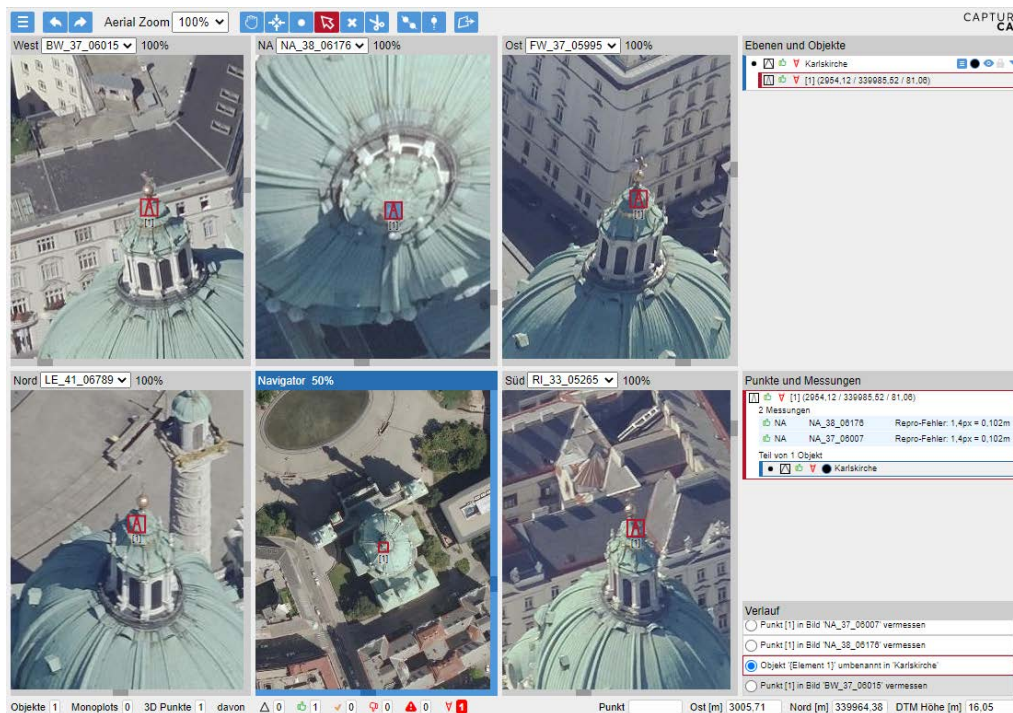 Aerial Zoom 100%
CAPTUR
CA
West BW_37_06015 100%
NA NA_38_06176 100%
Ost FW_37_05995 100%
Ebenen und Objekte
Karlskirche
[1] (2954,12 / 339985,52 / 81,06)
[1]
[1]
[1]
Nord LE_41_06789 100%
Navigator 50%
Süd RI_33_05265 100%
Punkte und Messungen
[1] (2954,12 / 339985,52 / 81,06)
2 Messungen
NA NA_38_06176 Repro-Fehler: 1,4px = 0,102m
NA NA_37_06007 Repro-Fehler: 1,4px = 0,102m
Teil von 1 Objekt
Karlskirche
[1]
[1]
[1]
Verlauf
Punkt [1] in Bild 'NA_37_06007' vermessen
Punkt [1] in Bild 'NA_38_06176' vermessen
Objekt '[Element 1]' umbenannt in 'Karlskirche'
Punkt [1] in Bild 'BW_37_06015' vermessen
Objekte 1 Monoplots 0 3D Punkte 1 davon 0 1 0 0 0 1 Punkt Ost [m] 3005,71 Nord [m] 339964,38 DTM Höhe [m] 16,05